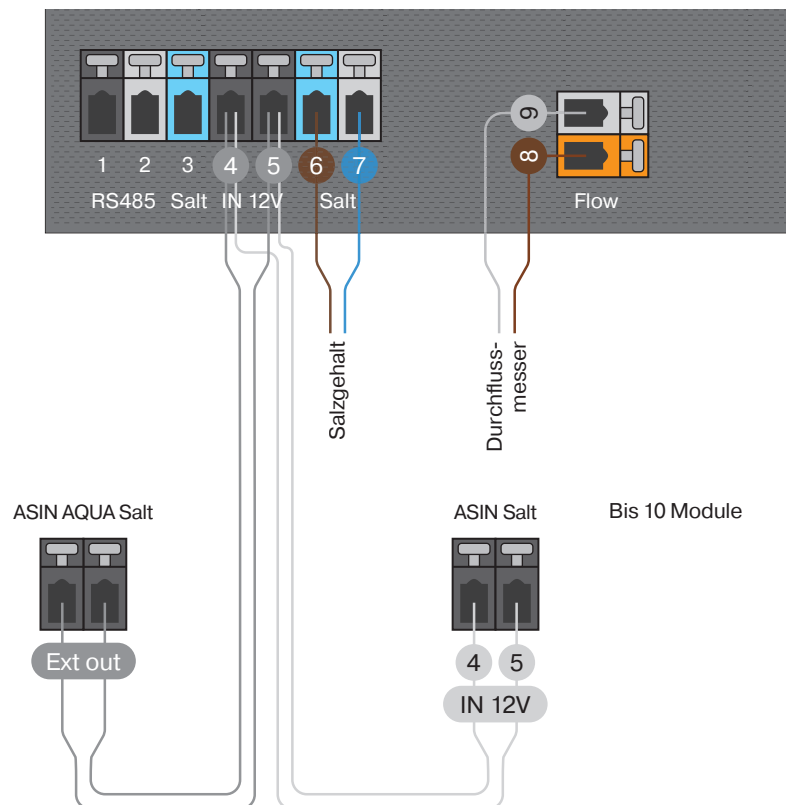 1 2 3 4 5 6 7
RS485 Salt IN 12V Salt
9
8
Flow
Salzgehalt
Durchfluss-
messer
ASIN AQUA Salt
Ext out
ASIN Salt
4 5
IN 12V
Bis 10 Module